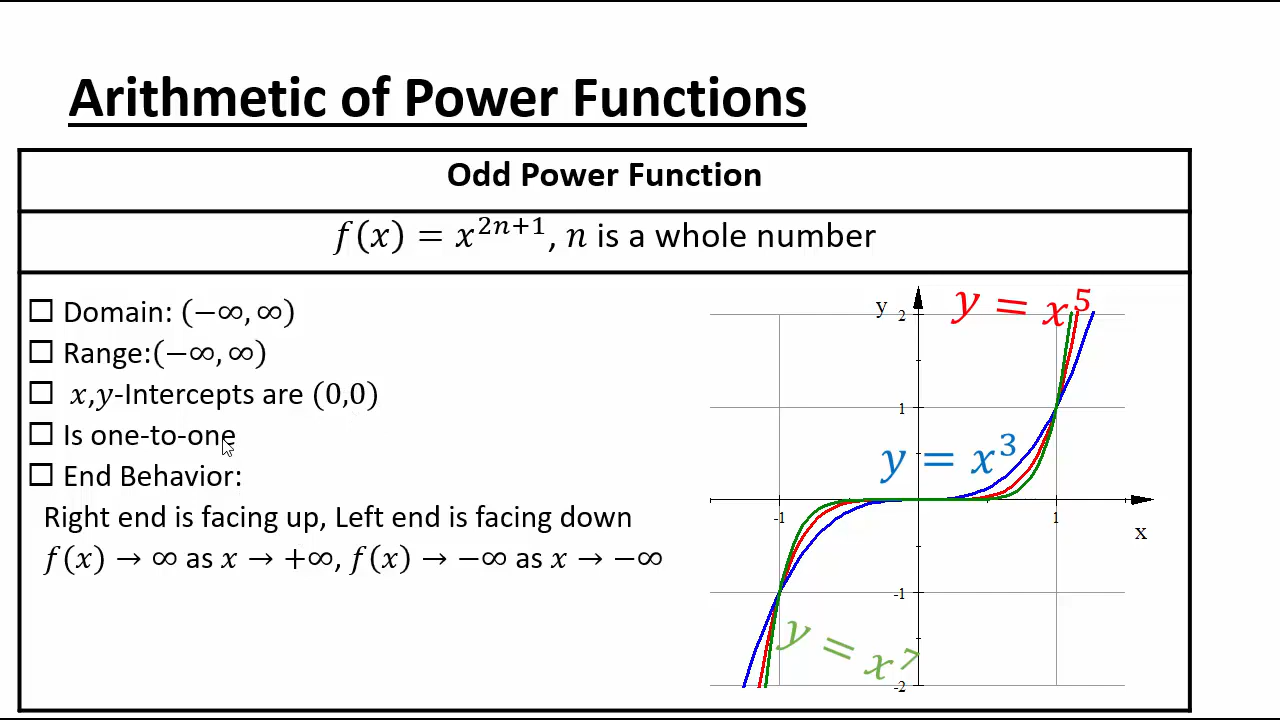 Arithmetic of Power Functions
Odd Power Function
f(x) = x^{2n+1}, n is a whole number
☐ Domain: (−∞,∞)
☐ Range:(−∞,∞)
☐ x,y-Intercepts are (0,0)
☐ Is one-to-one
☐ End Behavior:
Right end is facing up, Left end is facing down
f(x) → ∞ as x → +∞, f(x) → −∞ as x → −∞
y
2
y = x^5
1
y = x^3
-1
1
x
-1
y = x^7
-2